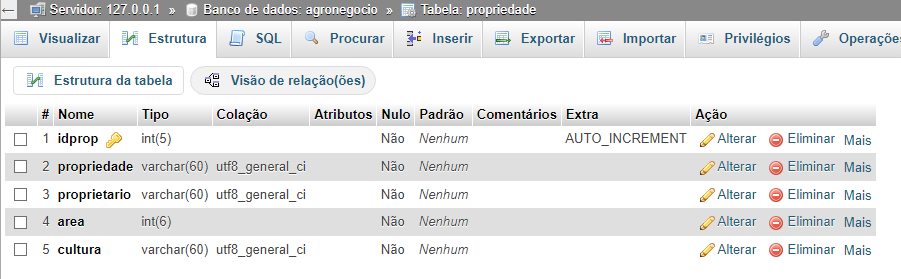 ← Servidor: 127.0.0.1 » Banco de dados: agronegocio » Tabela: propriedade
Visualizar Estrutura SQL Procurar Inserir Exportar Importar Privilégios Operações
Estrutura da tabela Visão de relação(ões)
# Nome Tipo Colação Atributos Nulo Padrão Comentários Extra Ação
1 idprop int(5) Não Nenhum AUTO_INCREMENT Alterar Eliminar Mais
2 propriedade varchar(60) utf8_general_ci Não Nenhum Alterar Eliminar Mais
3 proprietario varchar(60) utf8_general_ci Não Nenhum Alterar Eliminar Mais
4 area int(6) Não Nenhum Alterar Eliminar Mais
5 cultura varchar(60) utf8_general_ci Não Nenhum Alterar Eliminar Mais